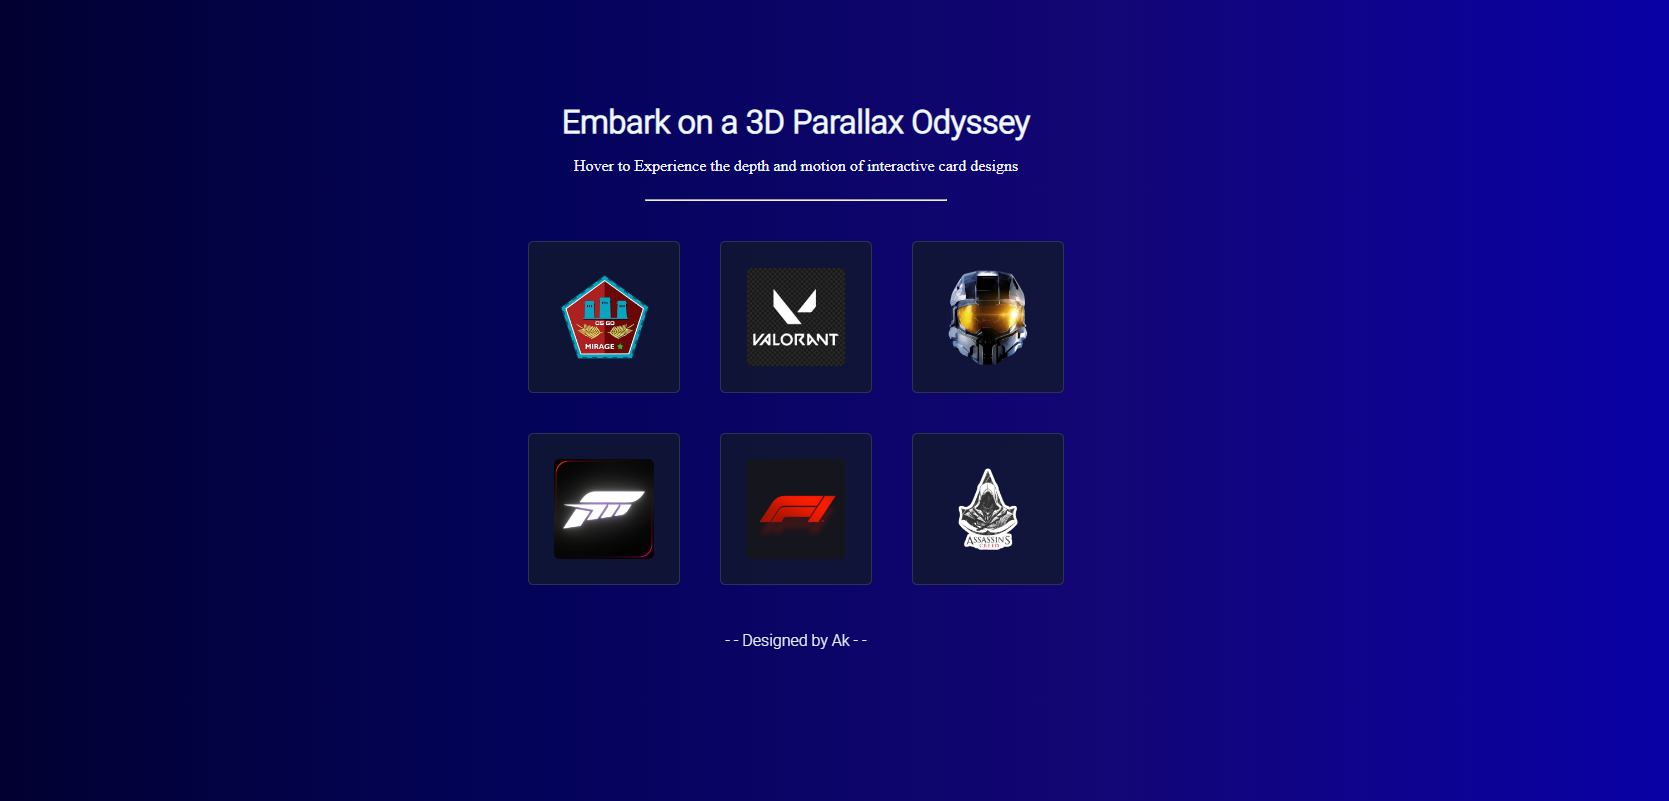 Embark on a 3D Parallax Odyssey
Hover to Experience the depth and motion of interactive card designs
CS GO
MIRAGE
VALORANT
ASSASSIN'S
CREED
- - Designed by Ak - -